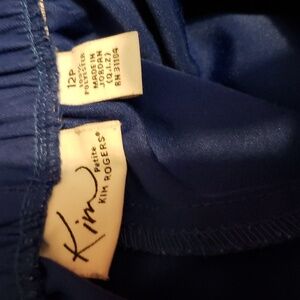 12P
100%
POLYESTER
MADE IN
JORDAN
(Q.I.Z)
RN 31104
Kim
Petite
KIM ROGERS®